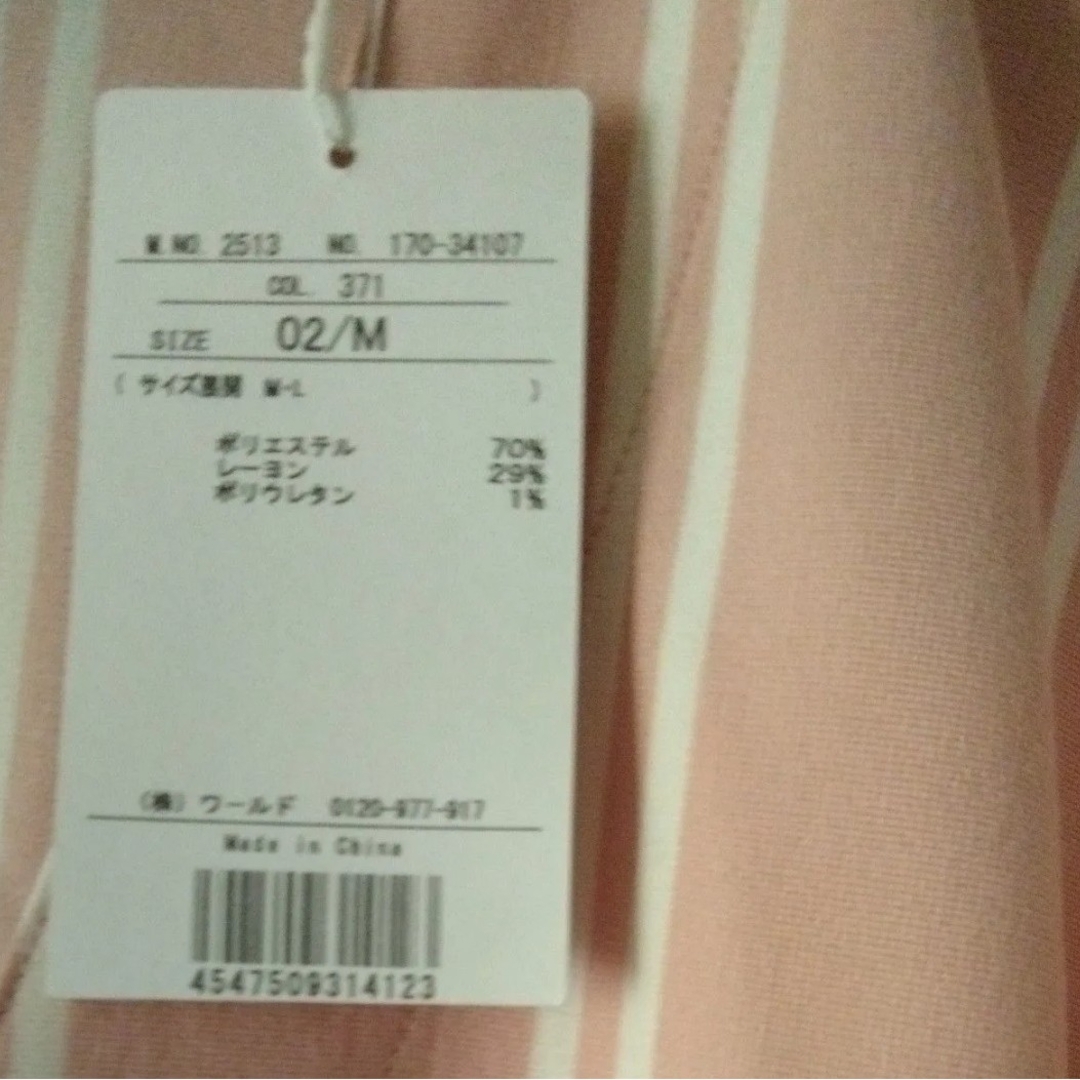 M.NO. 2513 NO. 170-34107
COL. 371
SIZE 02/M
( サイズ展開 M-L )
ポリエステル 70%
レーヨン 29%
ポリウレタン 1%
(株) ワールド 0120-977-917
Made in China
4547509314123